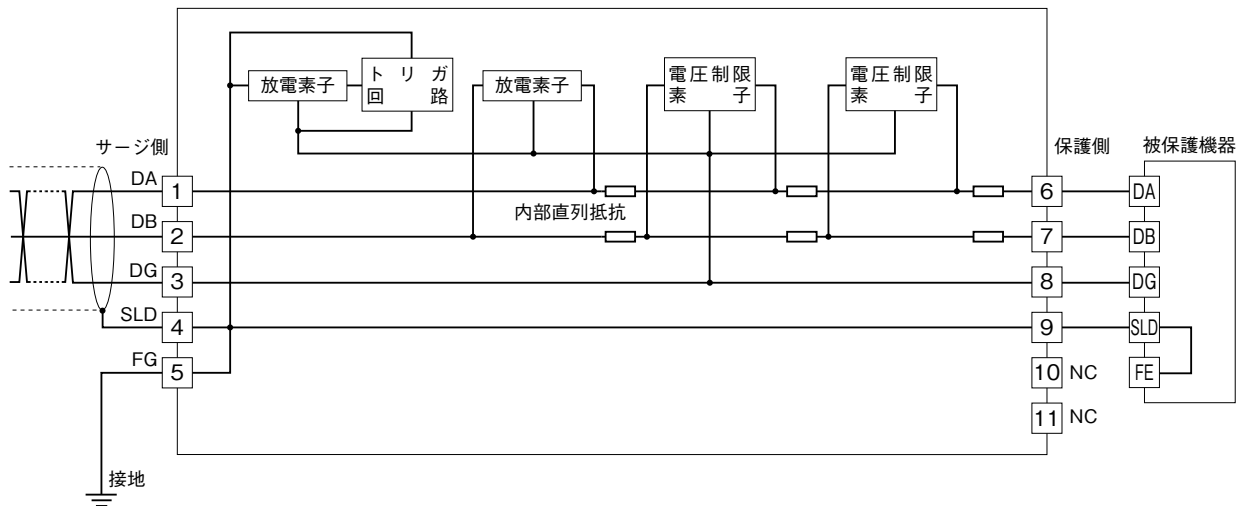 放電素子
トリガ
回路
放電素子
電圧制限
素子
電圧制限
素子
サージ側
保護側
被保護機器
DA
1
6
DA
内部直列抵抗
DB
2
7
DB
DG
3
8
DG
SLD
4
9
SLD
FG
5
10
NC
FE
11
NC
接地